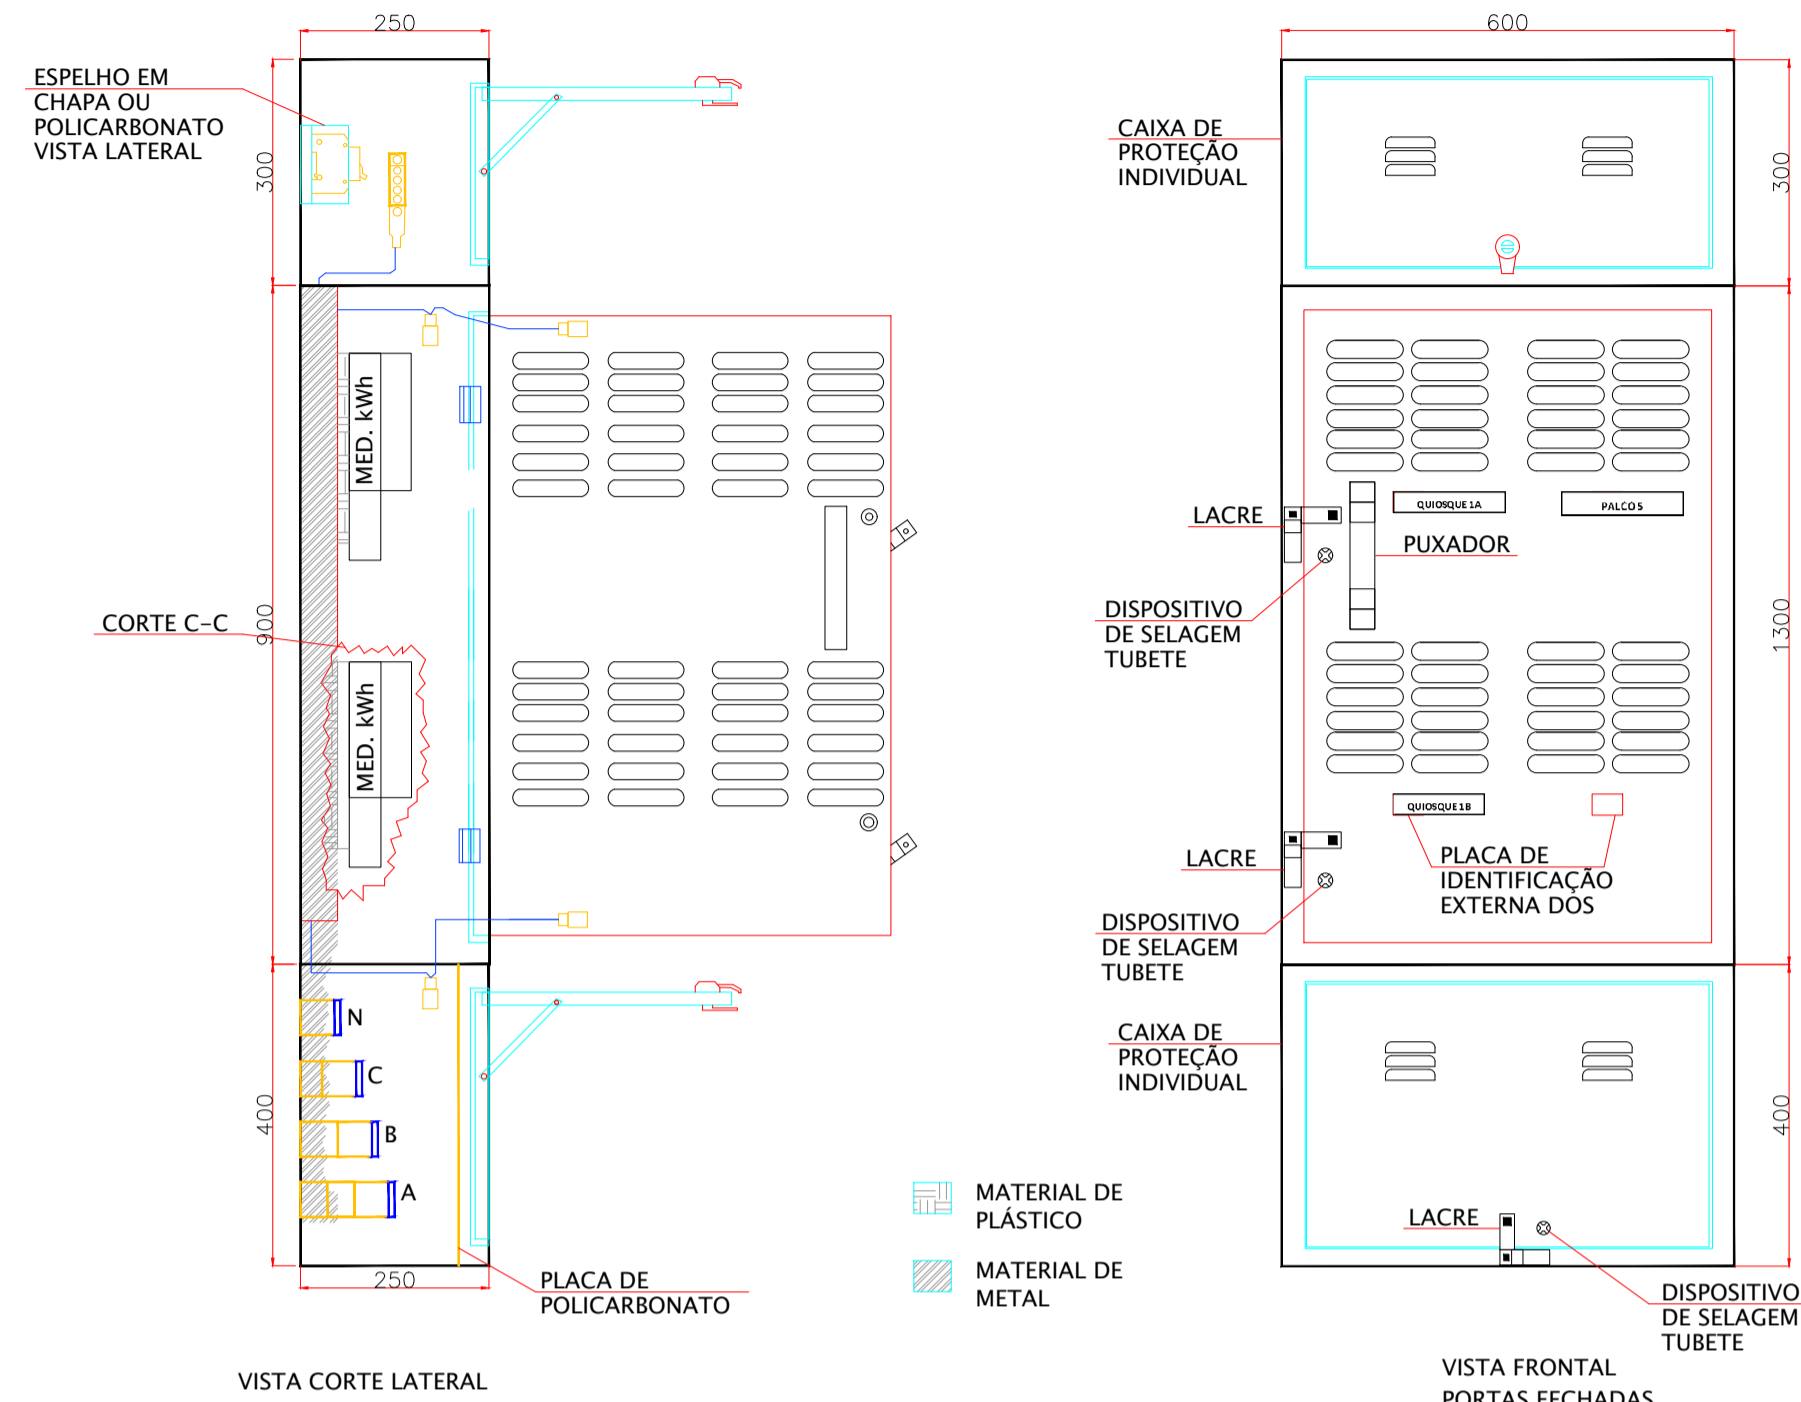 250
600
ESPELHO EM
CHAPA OU
POLICARBONATO
VISTA LATERAL
300
CAIXA DE
PROTEÇÃO
INDIVIDUAL
300
MED. kWh
LACRE
QUIOSQUE 1A
PALCO 5
PUXADOR
CORTE C-C
900
DISPOSITIVO
DE SELAGEM
TUBETE
1300
MED. kWh
QUIOSQUE 1B
LACRE
PLACA DE
IDENTIFICAÇÃO
EXTERNA DOS
DISPOSITIVO
DE SELAGEM
TUBETE
N
C
B
A
400
CAIXA DE
PROTEÇÃO
INDIVIDUAL
400
MATERIAL DE
PLÁSTICO
MATERIAL DE
METAL
LACRE
250
PLACA DE
POLICARBONATO
DISPOSITIVO
DE SELAGEM
TUBETE
VISTA CORTE LATERAL
VISTA FRONTAL
PORTAS FECHADAS